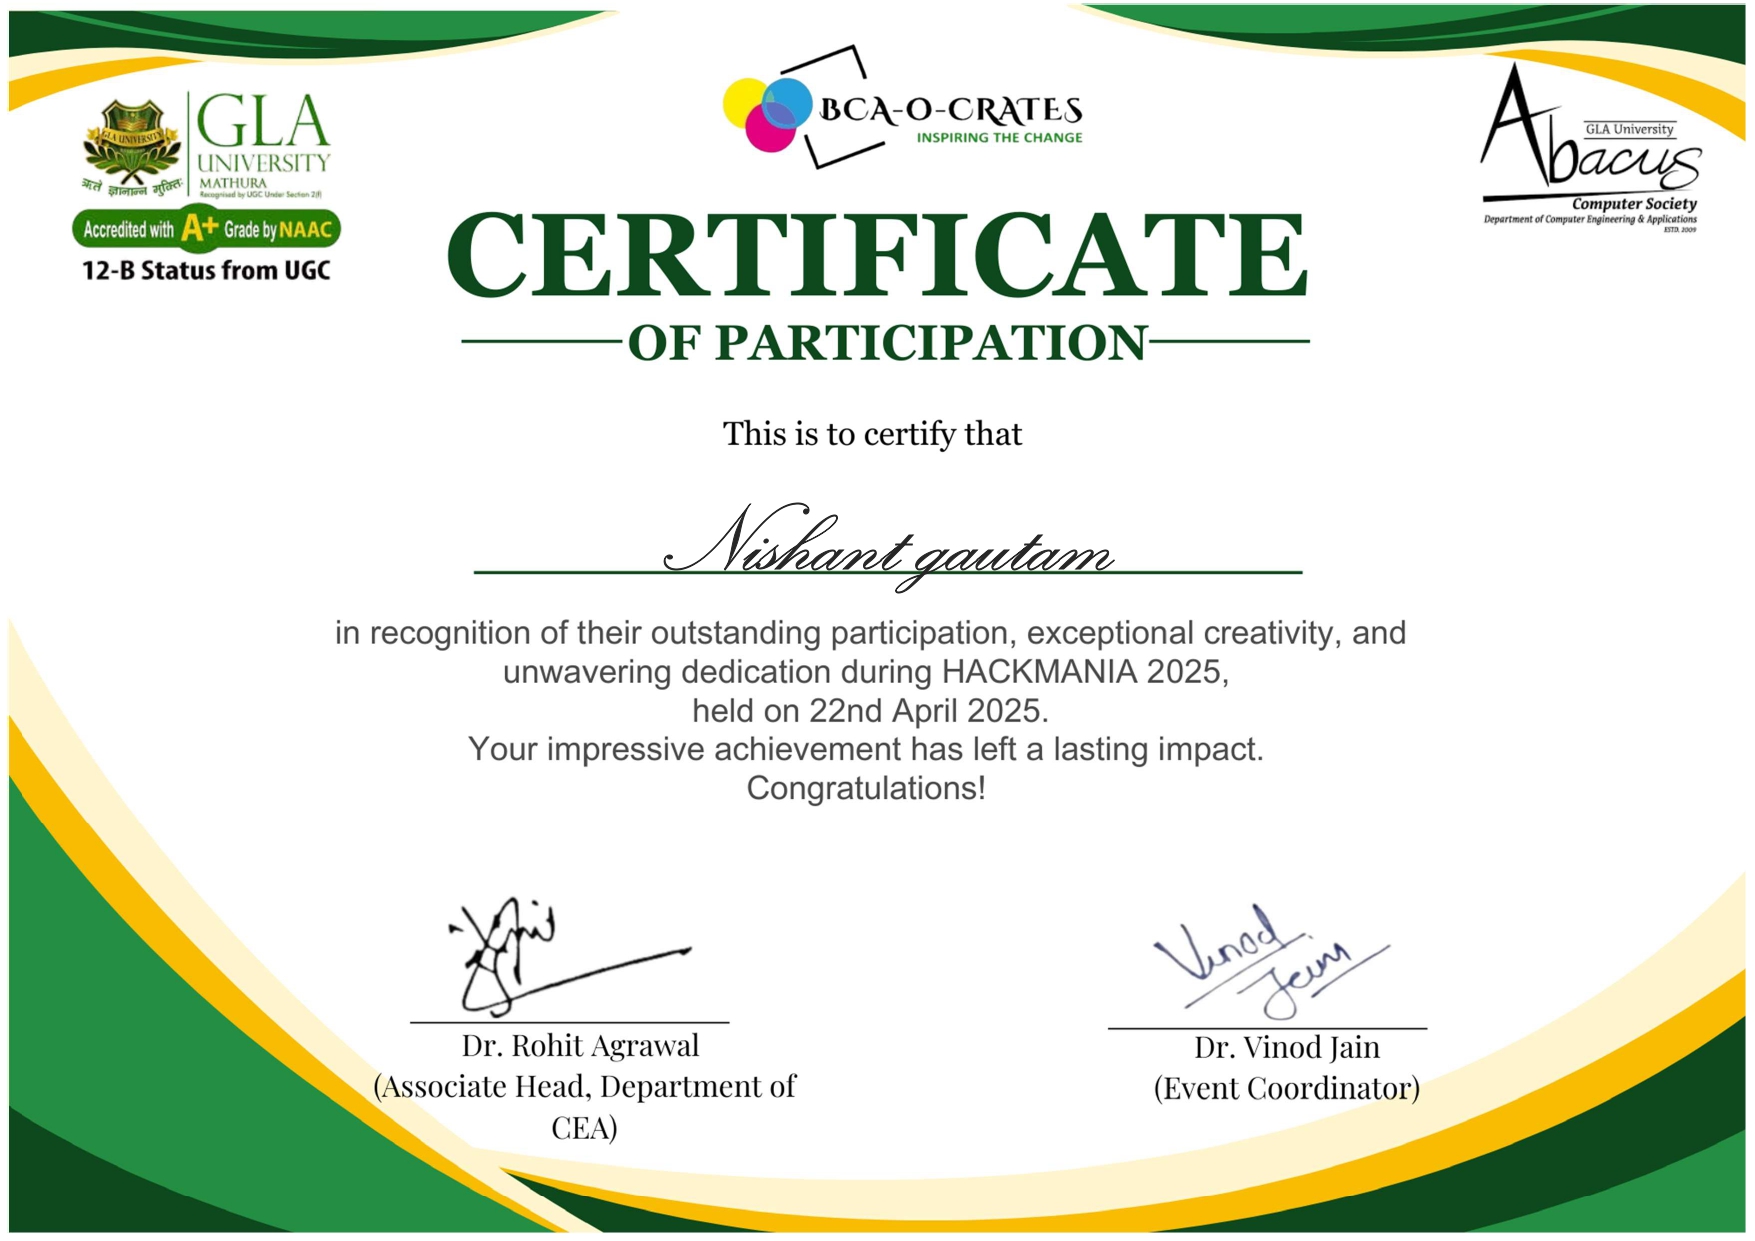 GLA UNIVERSITY
ऋतं ज्ञानान्न मुक्तिः
GLA
UNIVERSITY
MATHURA
Recognised by UGC Under Section 2(f)
Accredited with A+ Grade by NAAC
12-B Status from UGC
BCA-O-CRATES
INSPIRING THE CHANGE
Abacus
GLA University
Computer Society
Department of Computer Engineering & Applications
ESTD. 2009
CERTIFICATE
OF PARTICIPATION
This is to certify that
Nishant gautam
in recognition of their outstanding participation, exceptional creativity, and
unwavering dedication during HACKMANIA 2025,
held on 22nd April 2025.
Your impressive achievement has left a lasting impact.
Congratulations!
Vinod
Jain
Dr. Rohit Agrawal
(Associate Head, Department of
CEA)
Dr. Vinod Jain
(Event Coordinator)